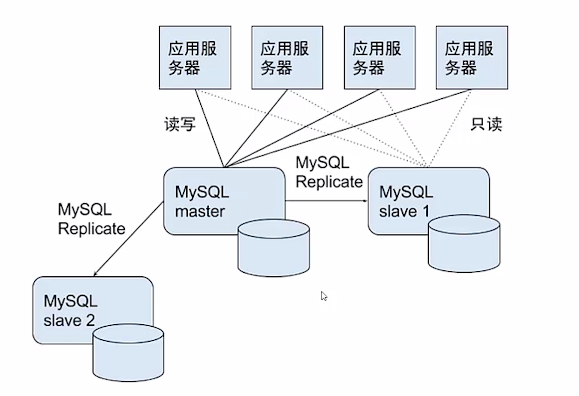 应用服
务器
应用服
务器
应用服
务器
应用服
务器
读写
只读
MySQL
Replicate
MySQL
master
MySQL
slave 1
MySQL
Replicate
MySQL
slave 2